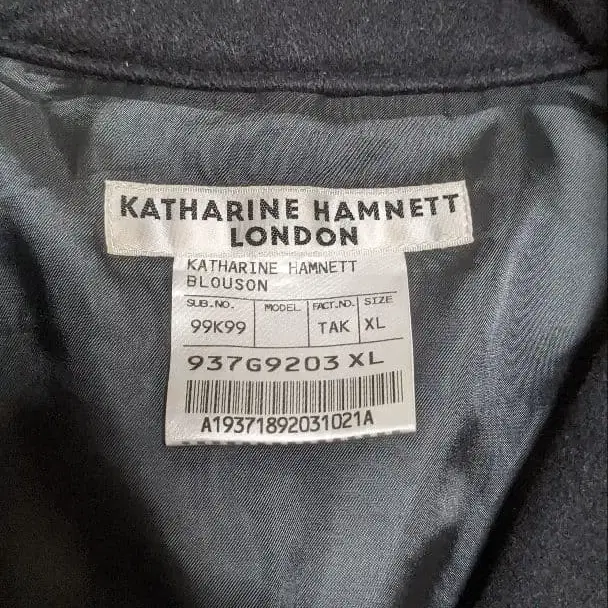 KATHARINE HAMNETT
LONDON
KATHARINE HAMNETT
BLOUSON
SUB.NO. MODEL FACT.NO. SIZE
99K99 TAK XL
937G9203 XL
A19371892031021A